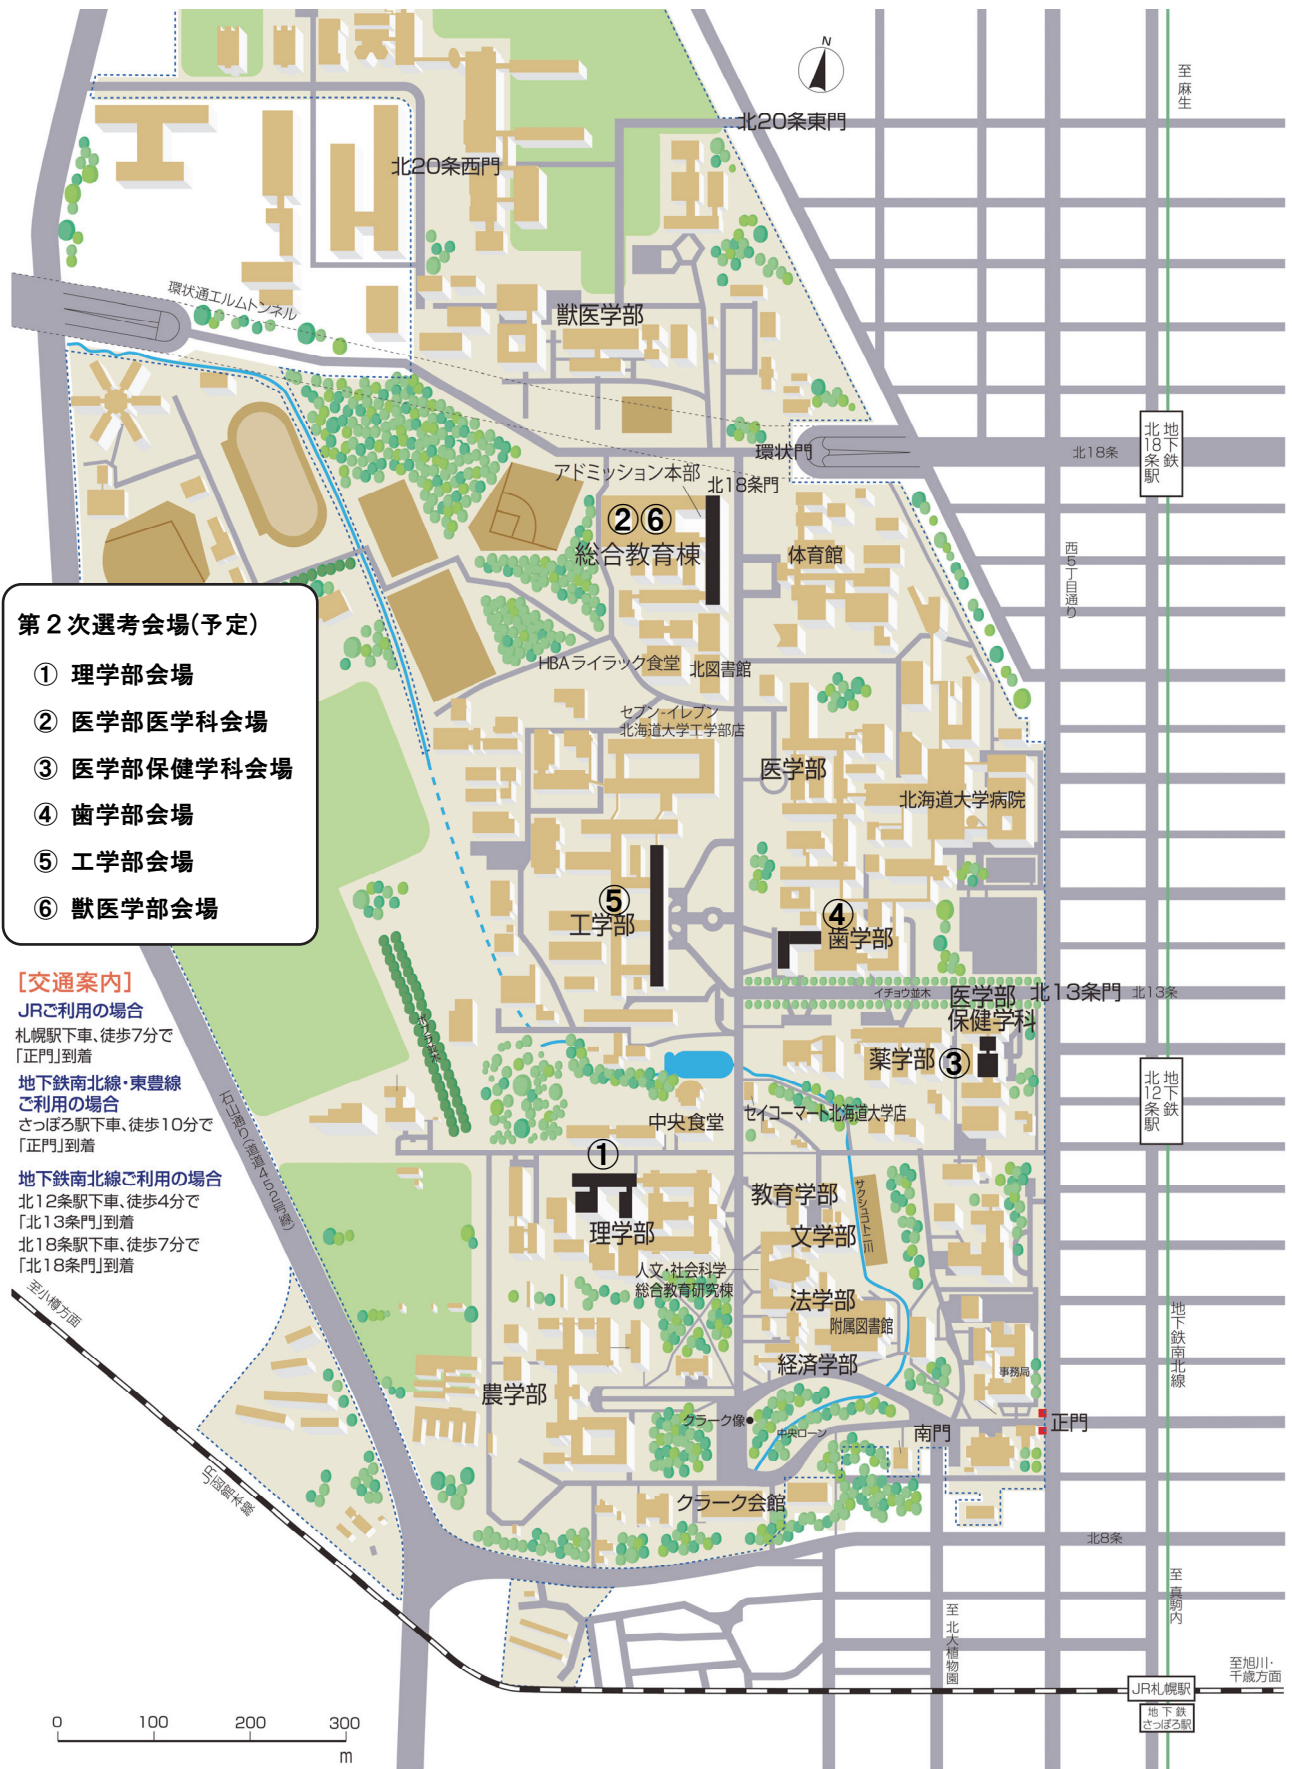 N
至麻生
北20条東門
北20条西門
環状通エルムトンネル
獣医学部
環状門
北18条
地下鉄
北18条駅
アドミッション本部
北18条門
②⑥
総合教育棟
体育館
西5丁目通り
第2次選考会場(予定)
① 理学部会場
② 医学部医学科会場
③ 医学部保健学科会場
④ 歯学部会場
⑤ 工学部会場
⑥ 獣医学部会場
HBAライラック食堂
北図書館
セブン-イレブン
北海道大学工学部店
医学部
北海道大学病院
⑤
工学部
④
歯学部
イチョウ並木
医学部
保健学科
北13条門
北13条
ポプラ並木
薬学部
③
地下鉄
北12条駅
[交通案内]
JRご利用の場合
札幌駅下車、徒歩7分で
「正門」到着
地下鉄南北線・東豊線
ご利用の場合
さっぽろ駅下車、徒歩10分で
「正門」到着
地下鉄南北線ご利用の場合
北12条駅下車、徒歩4分で
「北13条門」到着
北18条駅下車、徒歩7分で
「北18条門」到着
石山通り(道道452号線)
中央食堂
セイコーマート北海道大学店
①
理学部
教育学部
文学部
サクシュコトニ川
人文・社会科学
総合教育研究棟
法学部
附属図書館
経済学部
地下鉄南北線
事務局
農学部
クラーク像
中央ローン
南門
正門
クラーク会館
至小樽方面
JR函館本線
北8条
至真駒内
至北大植物園
至旭川・
千歳方面
JR札幌駅
地下鉄
さっぽろ駅
0 100 200 300
m